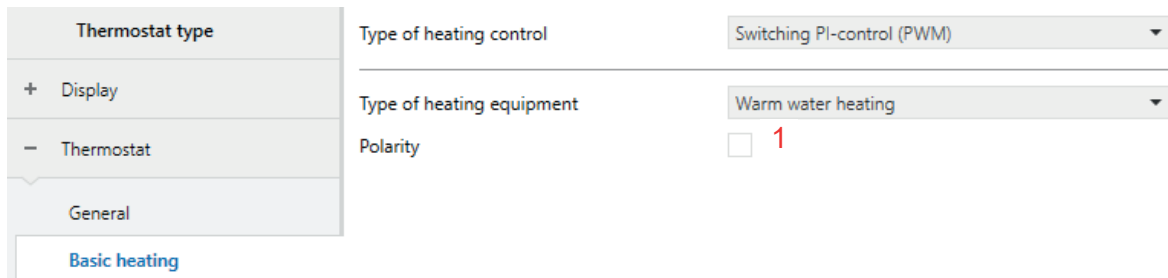 Thermostat type
+ Display
− Thermostat
General
Basic heating
Type of heating control Switching PI-control (PWM)
Type of heating equipment Warm water heating
Polarity 1